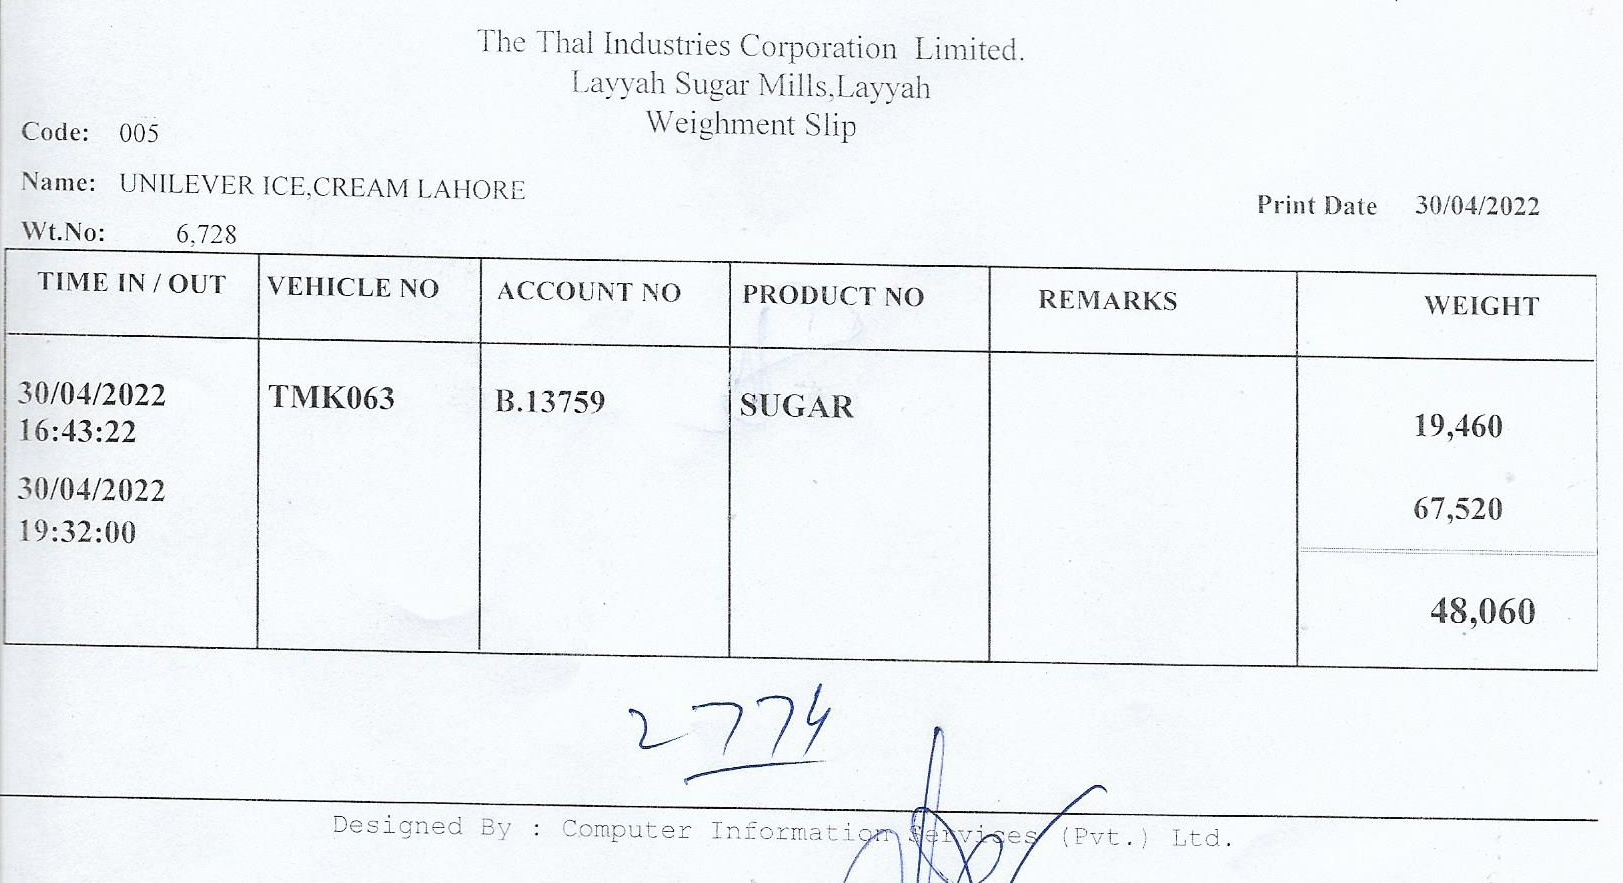 The Thal Industries Corporation Limited.
Layyah Sugar Mills,Layyah
Weighment Slip
Code: 005
Name: UNILEVER ICE,CREAM LAHORE
Print Date 30/04/2022
Wt.No: 6,728
TIME IN / OUT VEHICLE NO ACCOUNT NO PRODUCT NO REMARKS WEIGHT
30/04/2022 TMK063 B.13759 SUGAR 19,460
16:43:22
30/04/2022 67,520
19:32:00
48,060
2774
Designed By : Computer Information Services (Pvt.) Ltd.